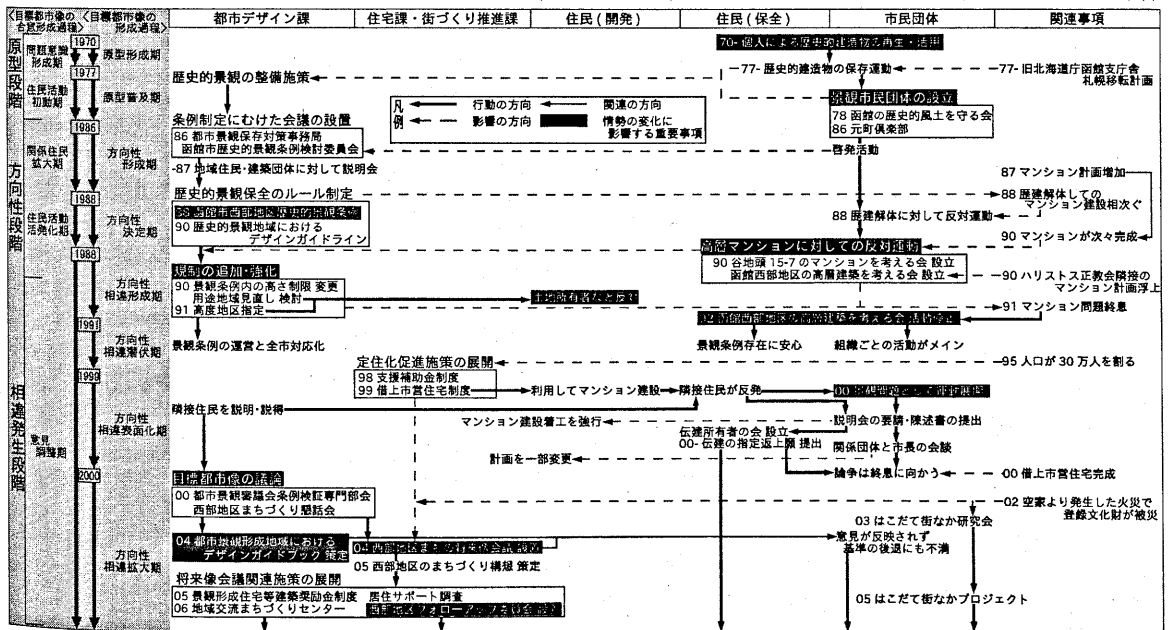 <目標都市像の
合意形成過程>
<目標都市像の
形成過程>
都市デザイン課
住宅課・街づくり推進課
住民(開発)
住民(保全)
市民団体
関連事項
原型段階
方向性段階
相違発生段階
問題意識
形成期
住民活動
初動期
関係住民
拡大期
住民活動
活発化期
意見
調整期
1970
1977
1986
1988
1988
1991
1999
2000
原型形成期
原型普及期
方向性
形成期
方向性
決定期
方向性
相違形成期
方向性
相違潜伏期
方向性
相違表面化期
方向性
相違拡大期
70- 個人による歴史的建造物の再生・活用
歴史的景観の整備施策
77- 歴史的建造物の保存運動
77- 旧北海道庁函館支庁舎
札幌移転計画
凡例
行動の方向
関連の方向
影響の方向
情勢の変化に
影響する重要事項
景観市民団体の設立
78 函館の歴史的風土を守る会
86 元町倶楽部
条例制定にむけた会議の設置
86 都市景観保存対策事務局
函館市歴史的景観条例検討委員会
啓発活動
-87 地域住民・建築団体に対して説明会
87 マンション計画増加
歴史的景観保全のルール制定
88 歴建解体しての
マンション建設相次ぐ
88 函館市西部地区歴史的景観条例
90 歴史的景観地域における
デザインガイドライン
88 歴建解体に対して反対運動
90 マンションが次々完成
高層マンションに対しての反対運動
90 谷地頭 15-7 のマンションを考える会 設立
函館西部地区の高層建築を考える会 設立
90 ハリストス正教会隣接の
マンション計画浮上
規制の追加・強化
90 景観条例内の高さ制限 変更
用途地域見直し 検討
91 高度地区指定
土地所有者など反対
91 マンション問題終息
函館西部地区の高層建築を考える会
景観条例の運営と全市対応化
景観条例存在に安心
組織ごとの活動がメイン
定住化促進施策の展開
95 人口が 30 万人を割る
98 支援補助金制度
99 借上市営住宅制度
利用してマンション建設
隣接住民が反発
隣接住民を説明・説得
マンション建設着工を強行
説明会の要請・陳述書の提出
伝建所有者の会 設立
00- 伝建の指定返上願 提出
関係団体と市長の会談
計画を一部変更
論争は終息に向かう
00 借上市営住宅完成
目標都市像の議論
00 都市景観審議会条例検証専門部会
西部地区まちづくり懇話会
02 空家より発生した火災で
登録文化財が被災
03 はこだて街なか研究会
04 都市景観形成地域における
デザインガイドブック 策定
意見が反映されず
基準の後退にも不満
05 西部地区のまちづくり構想 策定
将来像会議関連施策の展開
05 景観形成住宅等建築奨励金制度
居住サポート調査
06 地域交流まちづくりセンター
05 はこだて街なかプロジェクト